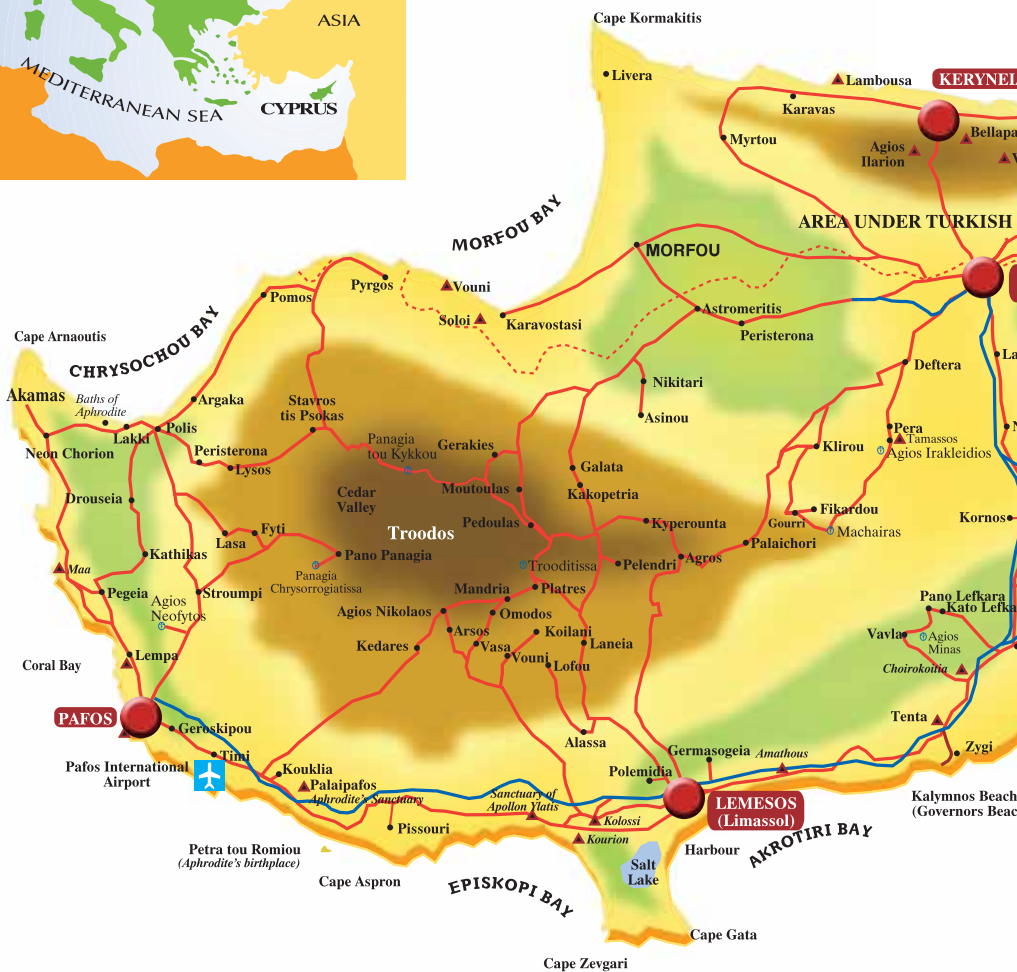 ASIA
MEDITERRANEAN SEA
CYPRUS
Cape Kormakitis
Livera
Lambousa
KERYNEI
Karavas
Myrtou
Bellapa
Agios
Ilarion
V
AREA UNDER TURKISH
MORFOU BAY
MORFOU
Pyrgos
Vouni
Pomos
Soloi
Karavostasi
Astromeritis
Peristerona
Cape Arnaoutis
CHRYSOCHOU BAY
Deftera
La
Akamas
Baths of
Aphrodite
Argaka
Stavros
tis Psokas
Nikitari
Asinou
Lakki
Polis
Neon Chorion
Peristerona
Lysos
Panagia
tou Kykkou
Gerakies
Galata
Kakopetria
Klirou
Pera
Tamassos
Agios Irakleidios
N
Drouseia
Cedar
Valley
Moutoulas
Pedoulas
Kyperounta
Fikardou
Gourri
Machairas
Kornos
Lasa
Fyti
Troodos
Palaichori
Kathikas
Pano Panagia
Panagia
Chrysorrogiatissa
Trooditissa
Pelendri
Agros
Maa
Pegeia
Stroumpi
Agios
Neofytos
Mandria
Platres
Agios Nikolaos
Omodos
Pano Lefkara
Kato Lefka
Arsos
Koilani
Laneia
Kedares
Vasa
Vouni
Lofou
Vavla
Agios
Minas
Choirokoitia
Coral Bay
Lempa
PAFOS
Geroskipou
Timi
Alassa
Tenta
Zygi
Germasogeia
Amathous
Pafos International
Airport
Kouklia
Palaipafos
Aphrodite's Sanctuary
Sanctuary of
Apollon Ylatis
Polemidia
LEMESOS
(Limassol)
Kalymnos Beach
(Governors Beac
Pissouri
Kolossi
Kourion
Harbour
AKROTIRI BAY
Petra tou Romiou
(Aphrodite's birthplace)
Cape Aspron
EPISKOPI BAY
Salt
Lake
Cape Gata
Cape Zevgari